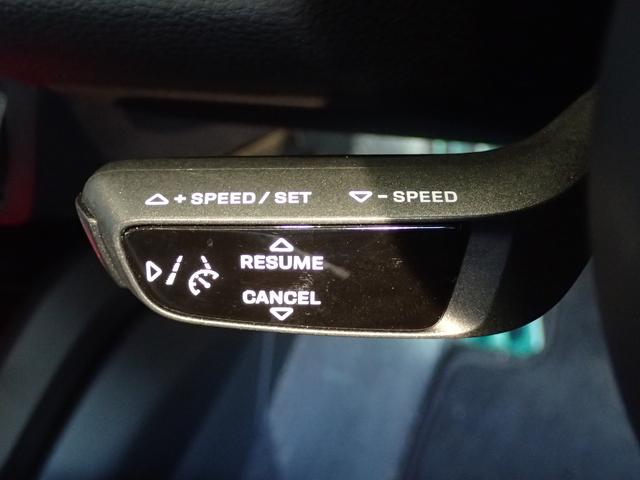 + SPEED / SET
- SPEED
RESUME
CANCEL